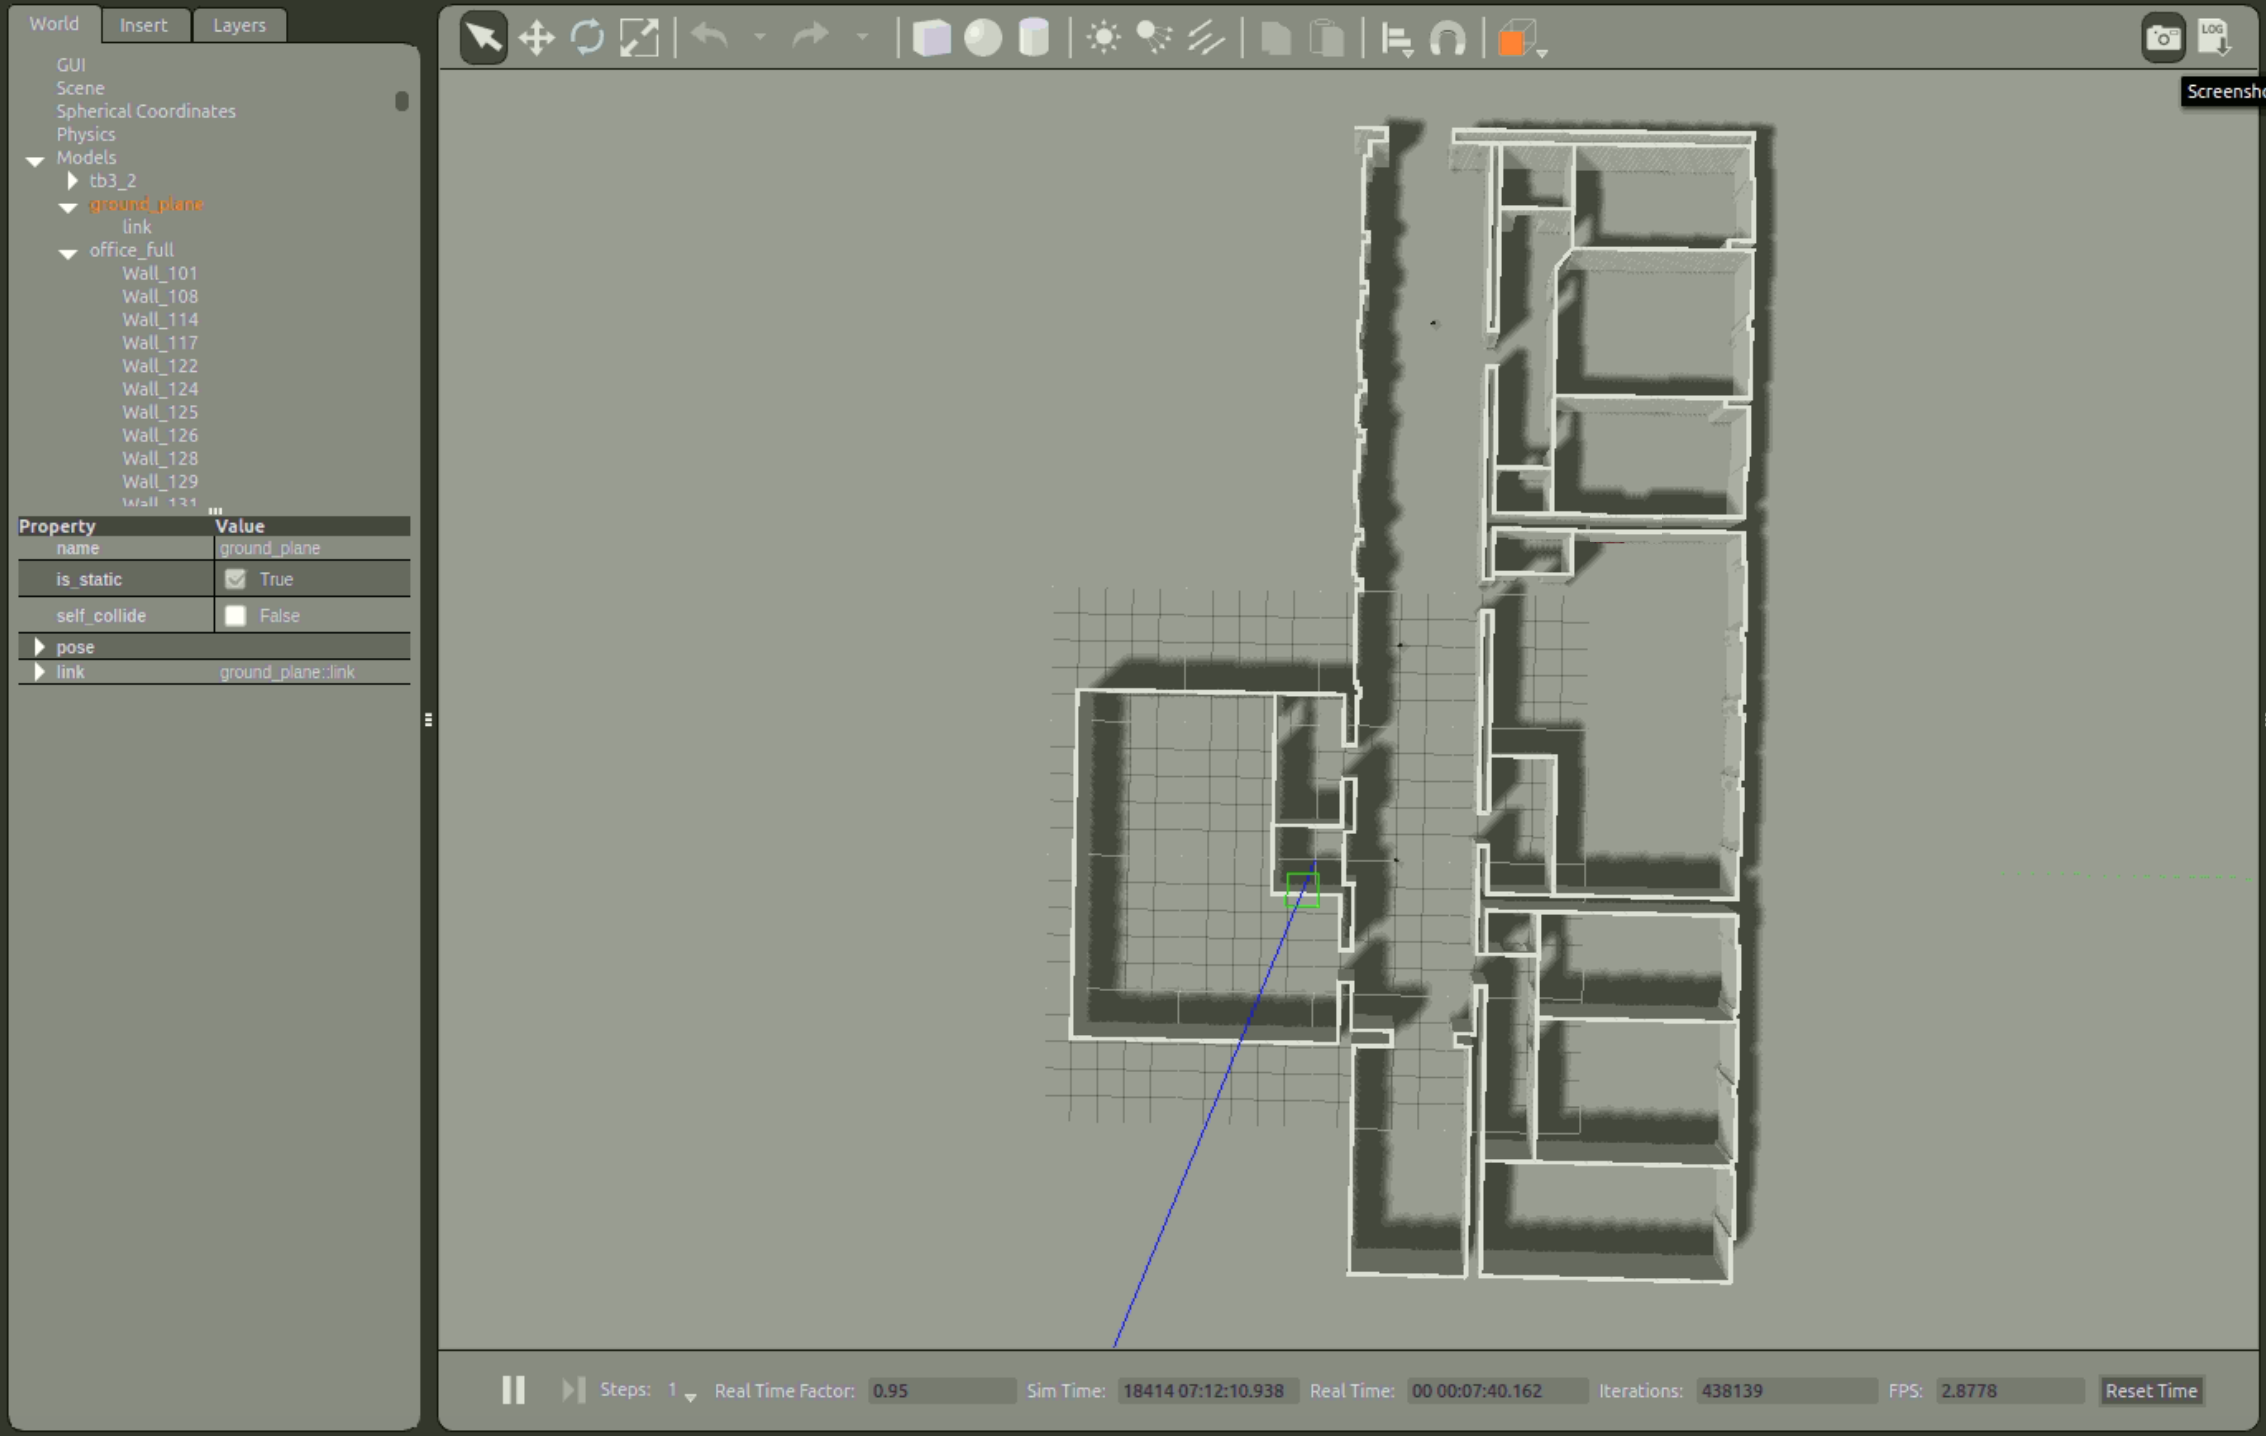 World Insert Layers
GUI
Scene
Spherical Coordinates
Physics
Models
tb3_2
ground_plane
link
office_full
Wall_101
Wall_108
Wall_114
Wall_117
Wall_122
Wall_124
Wall_125
Wall_126
Wall_128
Wall_129
Wall_131
Property Value
name ground_plane
is_static True
self_collide False
pose
link ground_plane::link
LOG
Screensho
Steps: 1 Real Time Factor: 0.95 Sim Time: 18414 07:12:10.938 Real Time: 00 00:07:40.162 Iterations: 438139 FPS: 2.8778 Reset Time